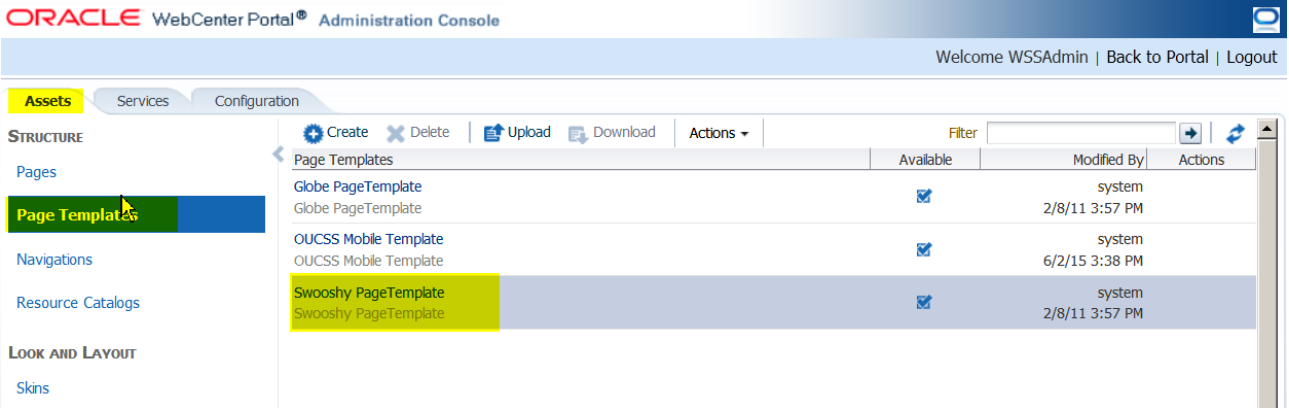 ORACLE WebCenter Portal® Administration Console
Welcome WSSAdmin | Back to Portal | Logout
Assets Services Configuration
STRUCTURE
Pages
Page Templates
Navigations
Resource Catalogs
LOOK AND LAYOUT
Skins
Create Delete Upload Download Actions Filter
Page Templates Available Modified By Actions
Globe PageTemplate system
Globe PageTemplate 2/8/11 3:57 PM
OUCSS Mobile Template system
OUCSS Mobile Template 6/2/15 3:38 PM
Swooshy PageTemplate system
Swooshy PageTemplate 2/8/11 3:57 PM